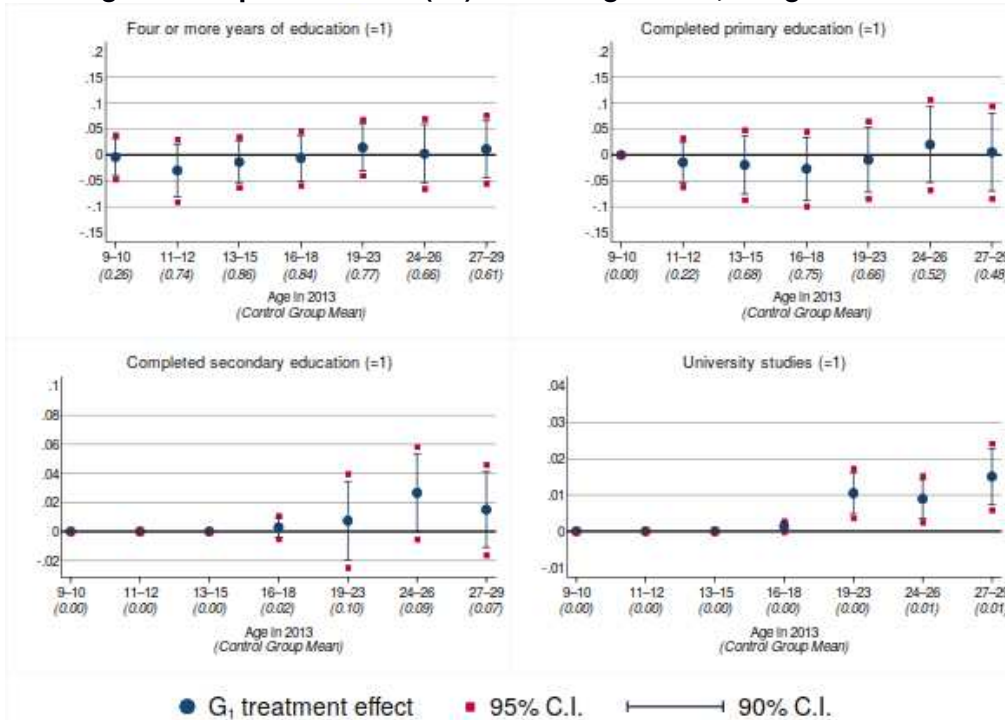 Four or more years of education (=1)
.2
.15
.1
.05
0
-.05
-.1
-.15
9–10 11–12 13–15 16–18 19–23 24–26 27–29
(0.26) (0.74) (0.86) (0.84) (0.77) (0.66) (0.61)
Age in 2013
(Control Group Mean)
Completed primary education (=1)
.2
.15
.1
.05
0
-.05
-.1
-.15
9–10 11–12 13–15 16–18 19–23 24–26 27–29
(0.00) (0.22) (0.68) (0.75) (0.66) (0.52) (0.48)
Age in 2013
(Control Group Mean)
Completed secondary education (=1)
.1
.08
.06
.04
.02
0
-.02
9–10 11–12 13–15 16–18 19–23 24–26 27–29
(0.00) (0.00) (0.00) (0.02) (0.10) (0.09) (0.07)
Age in 2013
(Control Group Mean)
University studies (=1)
.04
.03
.02
.01
0
-.01
9–10 11–12 13–15 16–18 19–23 24–26 27–29
(0.00) (0.00) (0.00) (0.00) (0.00) (0.01) (0.01)
Age in 2013
(Control Group Mean)
G₁ treatment effect 95% C.I. 90% C.I.